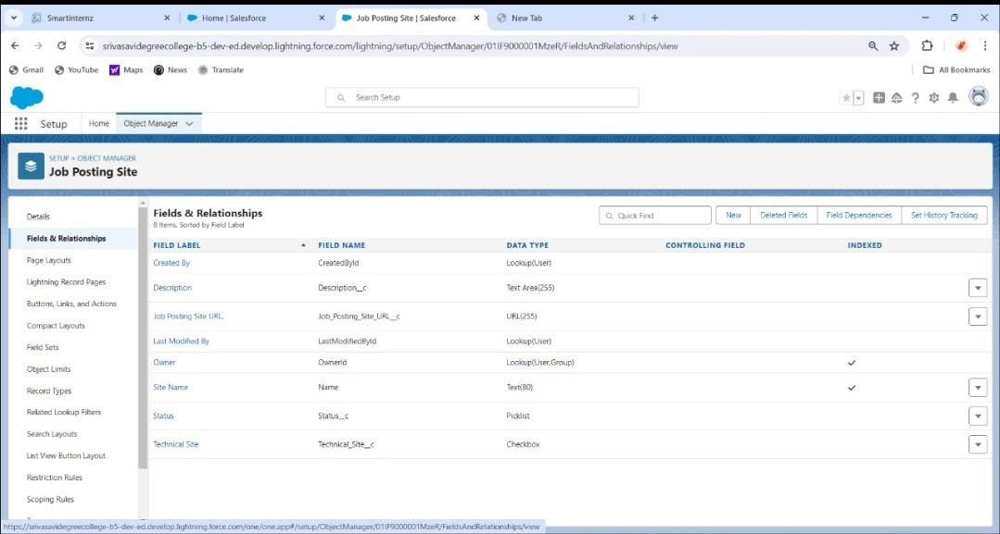 Smartinternz
Home | Salesforce
Job Posting Site | Salesforce
New Tab
srivasavidegreecollege-b5-dev-ed.develop.lightning.force.com/lightning/setup/ObjectManager/01IF9000001MzeR/FieldsAndRelationships/view
Gmail YouTube Maps News Translate All Bookmarks
Search Setup
Setup Home Object Manager
SETUP > OBJECT MANAGER
Job Posting Site
Details
Fields & Relationships
Page Layouts
Lightning Record Pages
Buttons, Links, and Actions
Compact Layouts
Field Sets
Object Limits
Record Types
Related Lookup Filters
Search Layouts
List View Button Layout
Restriction Rules
Scoping Rules
Fields & Relationships
8 Items. Sorted by Field Label
Quick Find New Deleted Fields Field Dependencies Set History Tracking
FIELD LABEL FIELD NAME DATA TYPE CONTROLLING FIELD INDEXED
Created By CreatedById Lookup(User)
Description Description__c Text Area(255)
Job Posting Site URL. Job_Posting_Site_URL__c URL(255)
Last Modified By LastModifiedById Lookup(User)
Owner OwnerId Lookup(User,Group)
Site Name Name Text(80)
Status Status__c Picklist
Technical Site Technical_Site__c Checkbox
https://srivasavidegreecollege-b5-dev-ed.develop.lightning.force.com/one/one.app#/setup/ObjectManager/01IF9000001MzeR/FieldsAndRelationships/view